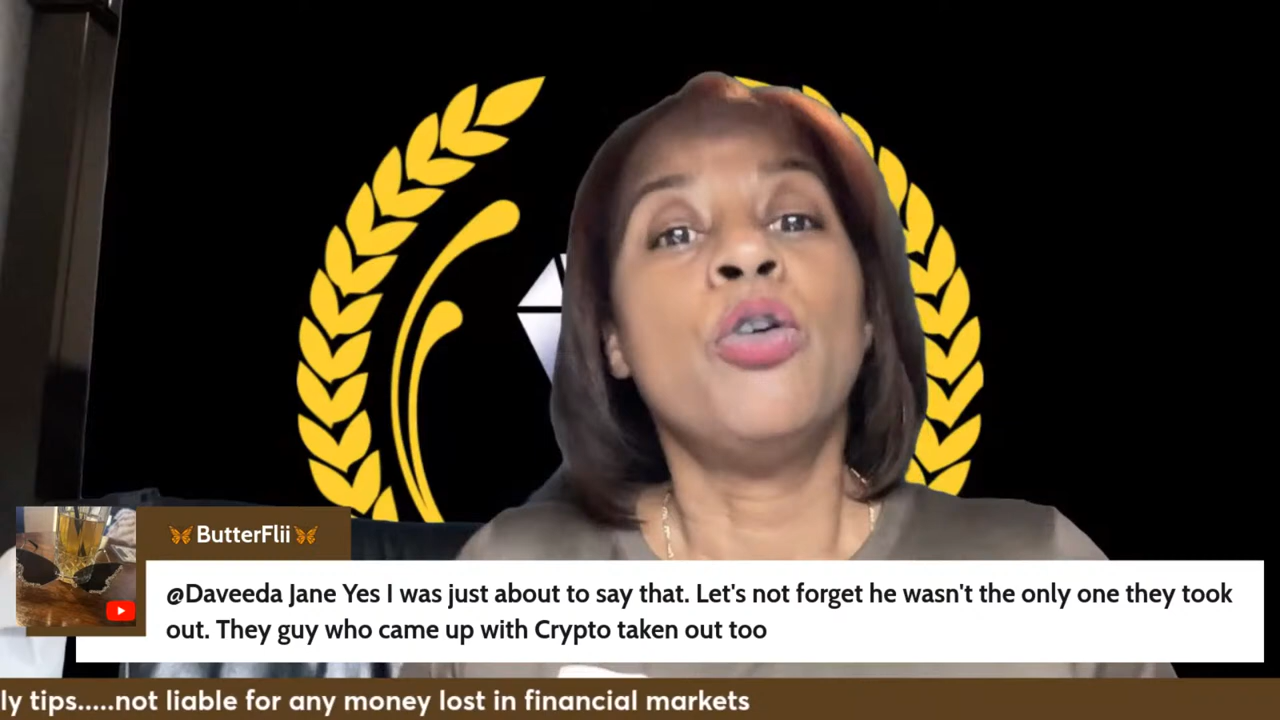 🦋 ButterFlii 🦋
@Daveeda Jane Yes I was just about to say that. Let's not forget he wasn't the only one they took
out. They guy who came up with Crypto taken out too
ly tips.....not liable for any money lost in financial markets